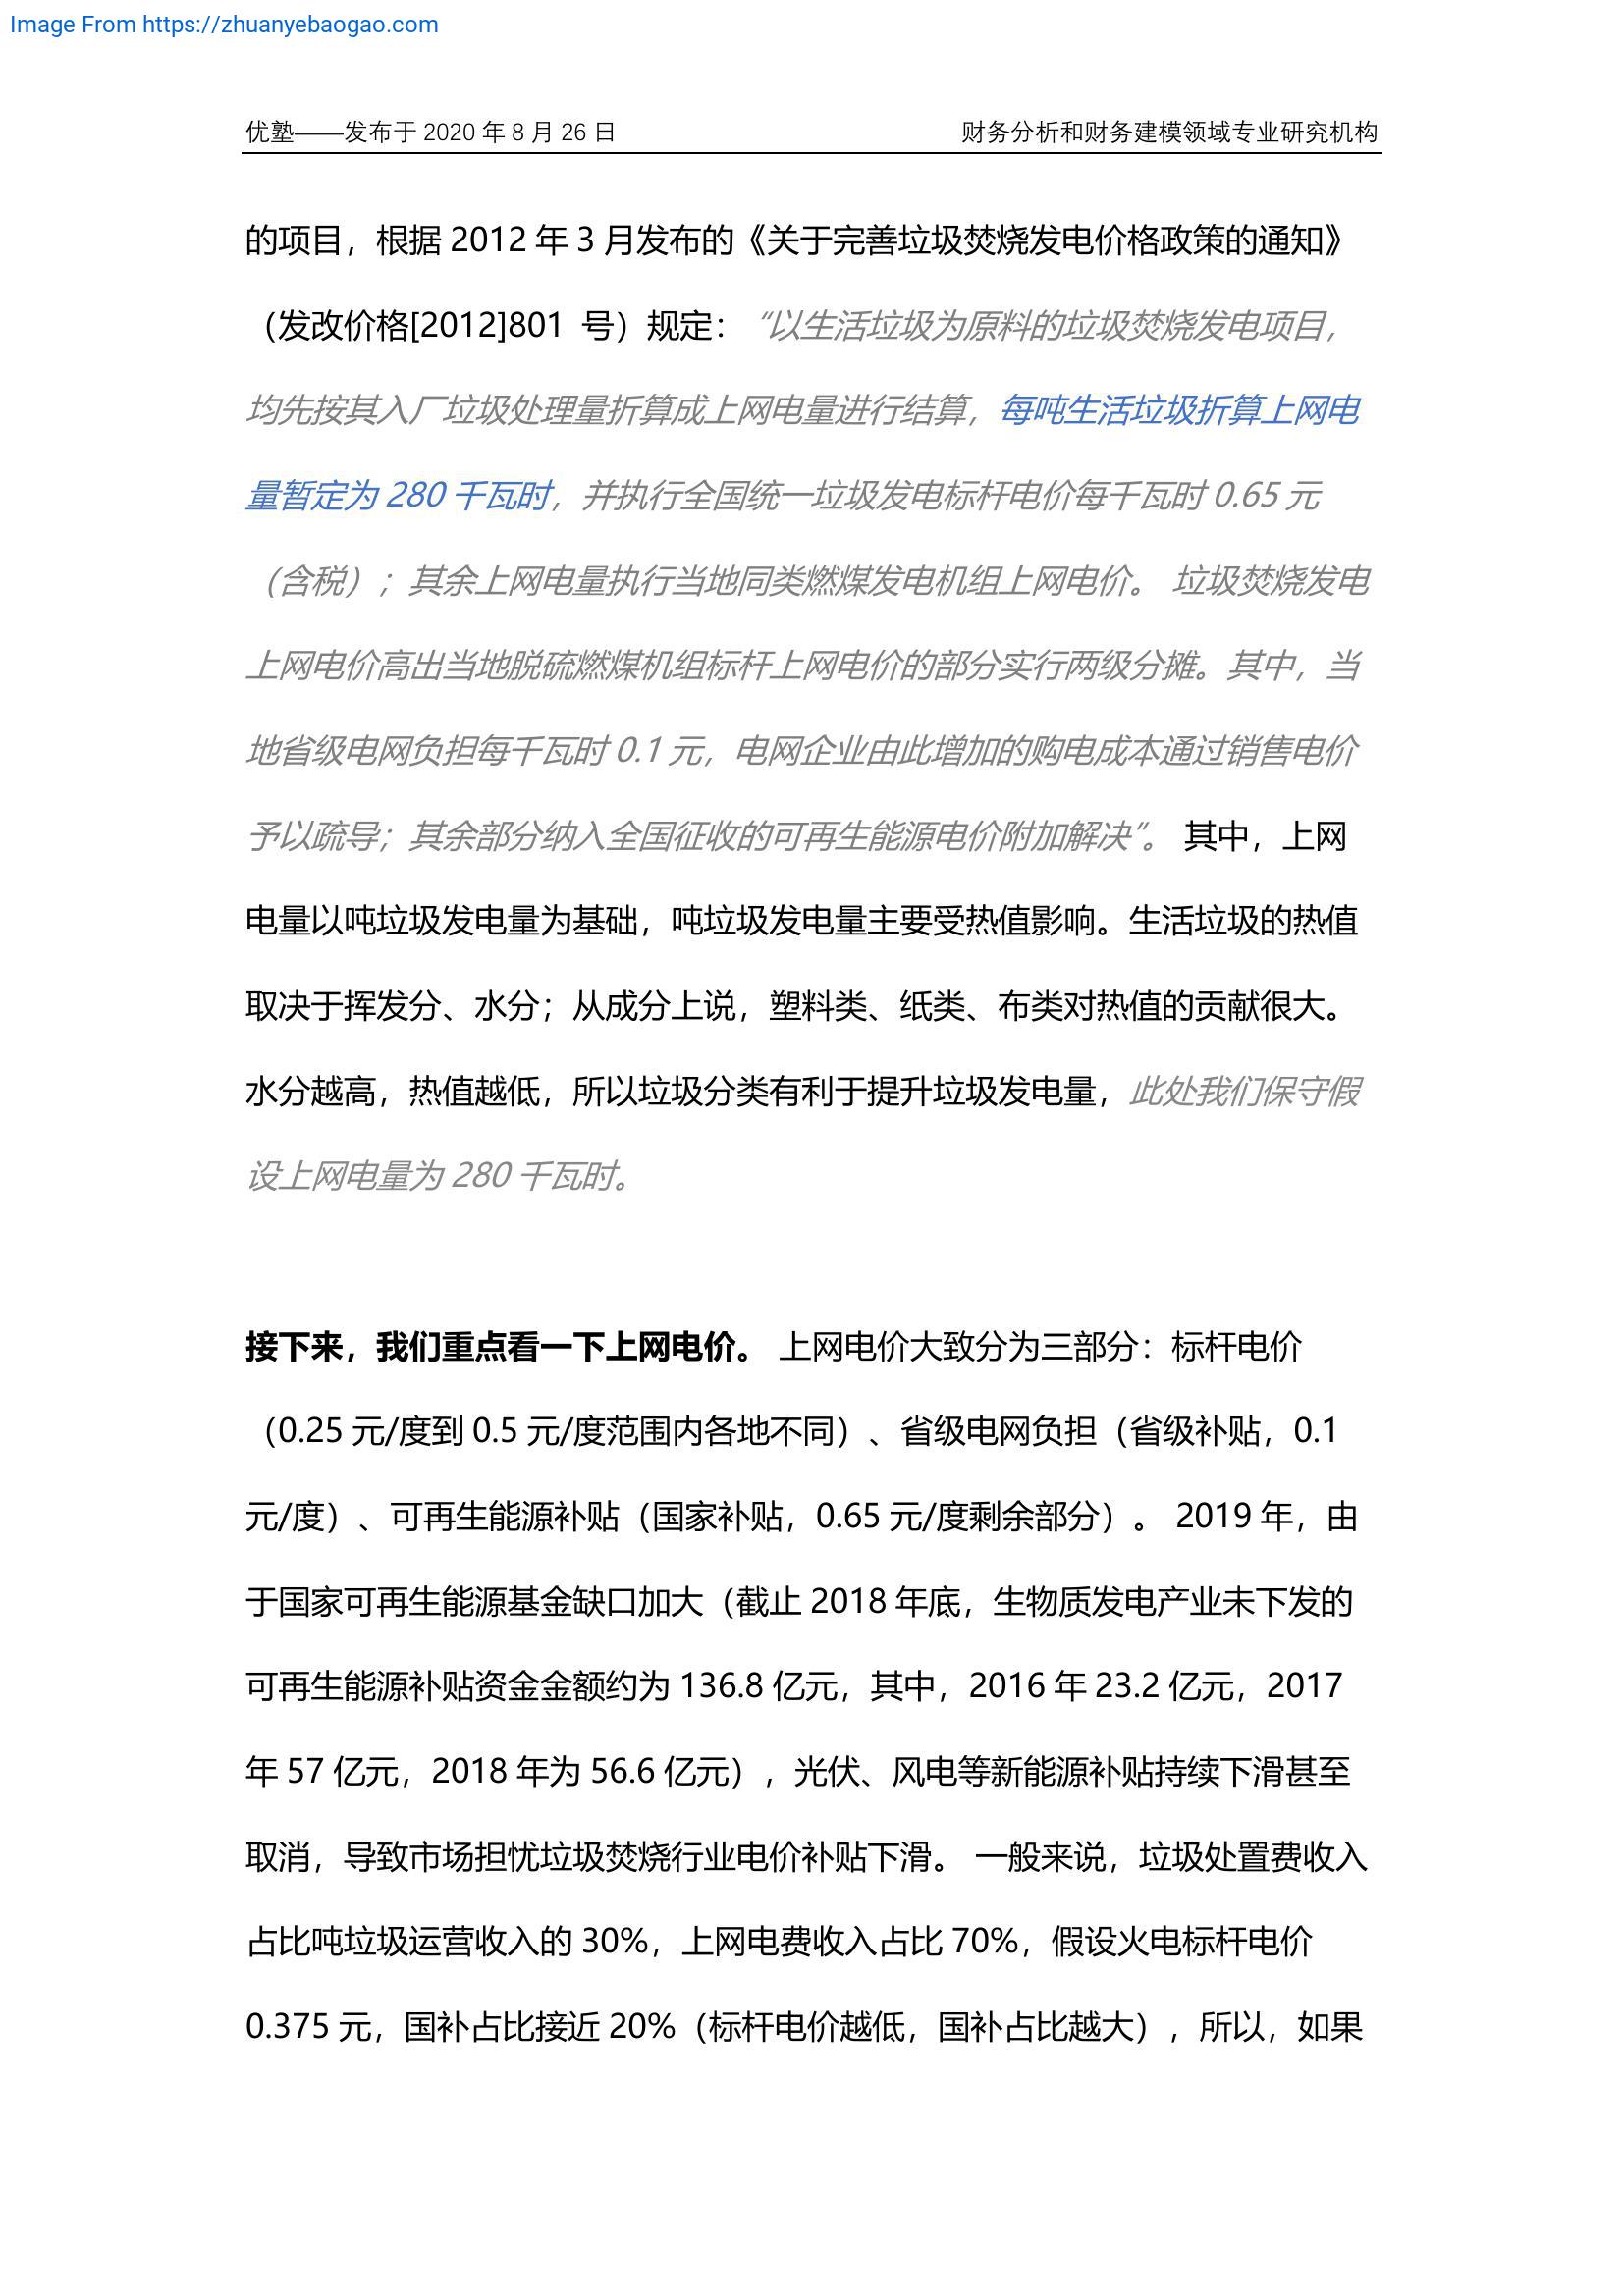 Image From https://zhuanyebaogao.com
优塾——发布于 2020 年 8 月 26 日 财务分析和财务建模领域专业研究机构
的项目，根据 2012 年 3 月发布的《关于完善垃圾焚烧发电价格政策的通知》
（发改价格[2012]801 号）规定：“以生活垃圾为原料的垃圾焚烧发电项目，
均先按其入厂垃圾处理量折算成上网电量进行结算，每吨生活垃圾折算上网电
量暂定为 280 千瓦时，并执行全国统一垃圾发电标杆电价每千瓦时 0.65 元
（含税）；其余上网电量执行当地同类燃煤发电机组上网电价。 垃圾焚烧发电
上网电价高出当地脱硫燃煤机组标杆上网电价的部分实行两级分摊。其中，当
地省级电网负担每千瓦时 0.1 元，电网企业由此增加的购电成本通过销售电价
予以疏导；其余部分纳入全国征收的可再生能源电价附加解决”。 其中，上网
电量以吨垃圾发电量为基础，吨垃圾发电量主要受热值影响。生活垃圾的热值
取决于挥发分、水分；从成分上说，塑料类、纸类、布类对热值的贡献很大。
水分越高，热值越低，所以垃圾分类有利于提升垃圾发电量，此处我们保守假
设上网电量为 280 千瓦时。
接下来，我们重点看一下上网电价。 上网电价大致分为三部分：标杆电价
（0.25 元/度到 0.5 元/度范围内各地不同）、省级电网负担（省级补贴，0.1
元/度）、可再生能源补贴（国家补贴，0.65 元/度剩余部分）。 2019 年，由
于国家可再生能源基金缺口加大（截止 2018 年底，生物质发电产业未下发的
可再生能源补贴资金金额约为 136.8 亿元，其中，2016 年 23.2 亿元，2017
年 57 亿元，2018 年为 56.6 亿元），光伏、风电等新能源补贴持续下滑甚至
取消，导致市场担忧垃圾焚烧行业电价补贴下滑。 一般来说，垃圾处置费收入
占比吨垃圾运营收入的 30%，上网电费收入占比 70%，假设火电标杆电价
0.375 元，国补占比接近 20%（标杆电价越低，国补占比越大），所以，如果